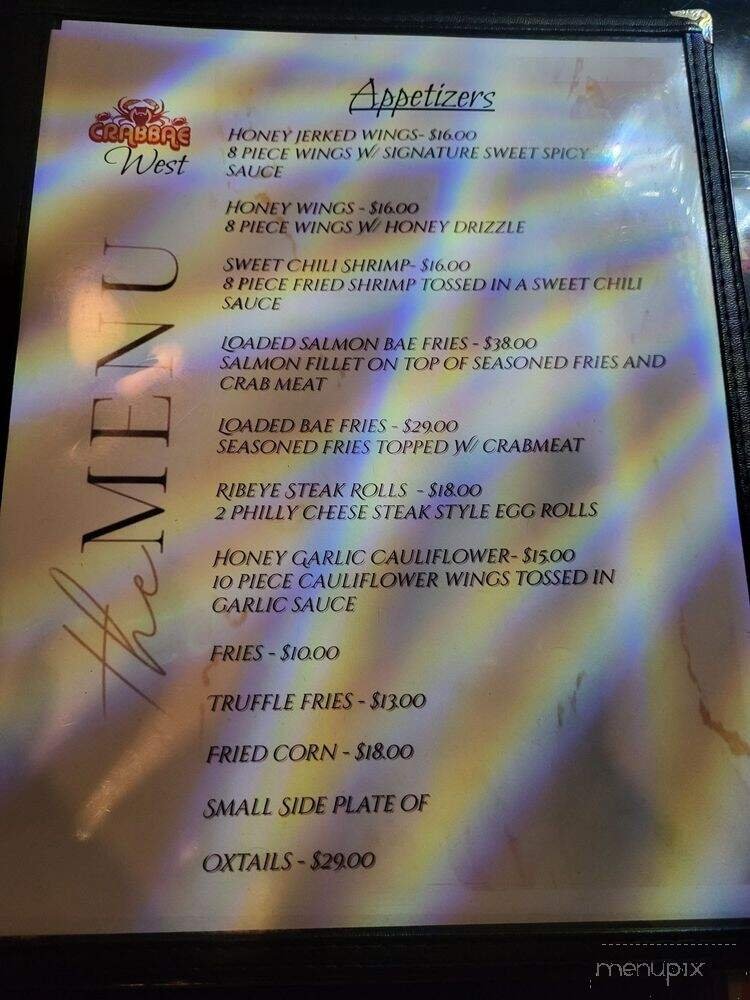 CRABBAE
West
the MENU
Appetizers
HONEY JERKED WINGS- $16.00
8 PIECE WINGS W/ SIGNATURE SWEET SPICY
SAUCE
HONEY WINGS - $16.00
8 PIECE WINGS W/ HONEY DRIZZLE
SWEET CHILI SHRIMP- $16.00
8 PIECE FRIED SHRIMP TOSSED IN A SWEET CHILI
SAUCE
LOADED SALMON BAE FRIES - $38.00
SALMON FILLET ON TOP OF SEASONED FRIES AND
CRAB MEAT
LOADED BAE FRIES - $29.00
SEASONED FRIES TOPPED W/ CRABMEAT
RIBEYE STEAK ROLLS - $18.00
2 PHILLY CHEESE STEAK STYLE EGG ROLLS
HONEY GARLIC CAULIFLOWER- $15.00
10 PIECE CAULIFLOWER WINGS TOSSED IN
GARLIC SAUCE
FRIES - $10.00
TRUFFLE FRIES - $13.00
FRIED CORN - $18.00
SMALL SIDE PLATE OF
OXTAILS - $29.00
menupix